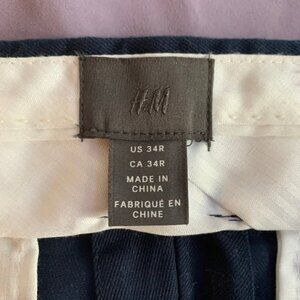 H&M
US 34R
CA 34R
MADE IN
CHINA
FABRIQUÉ EN
CHINE